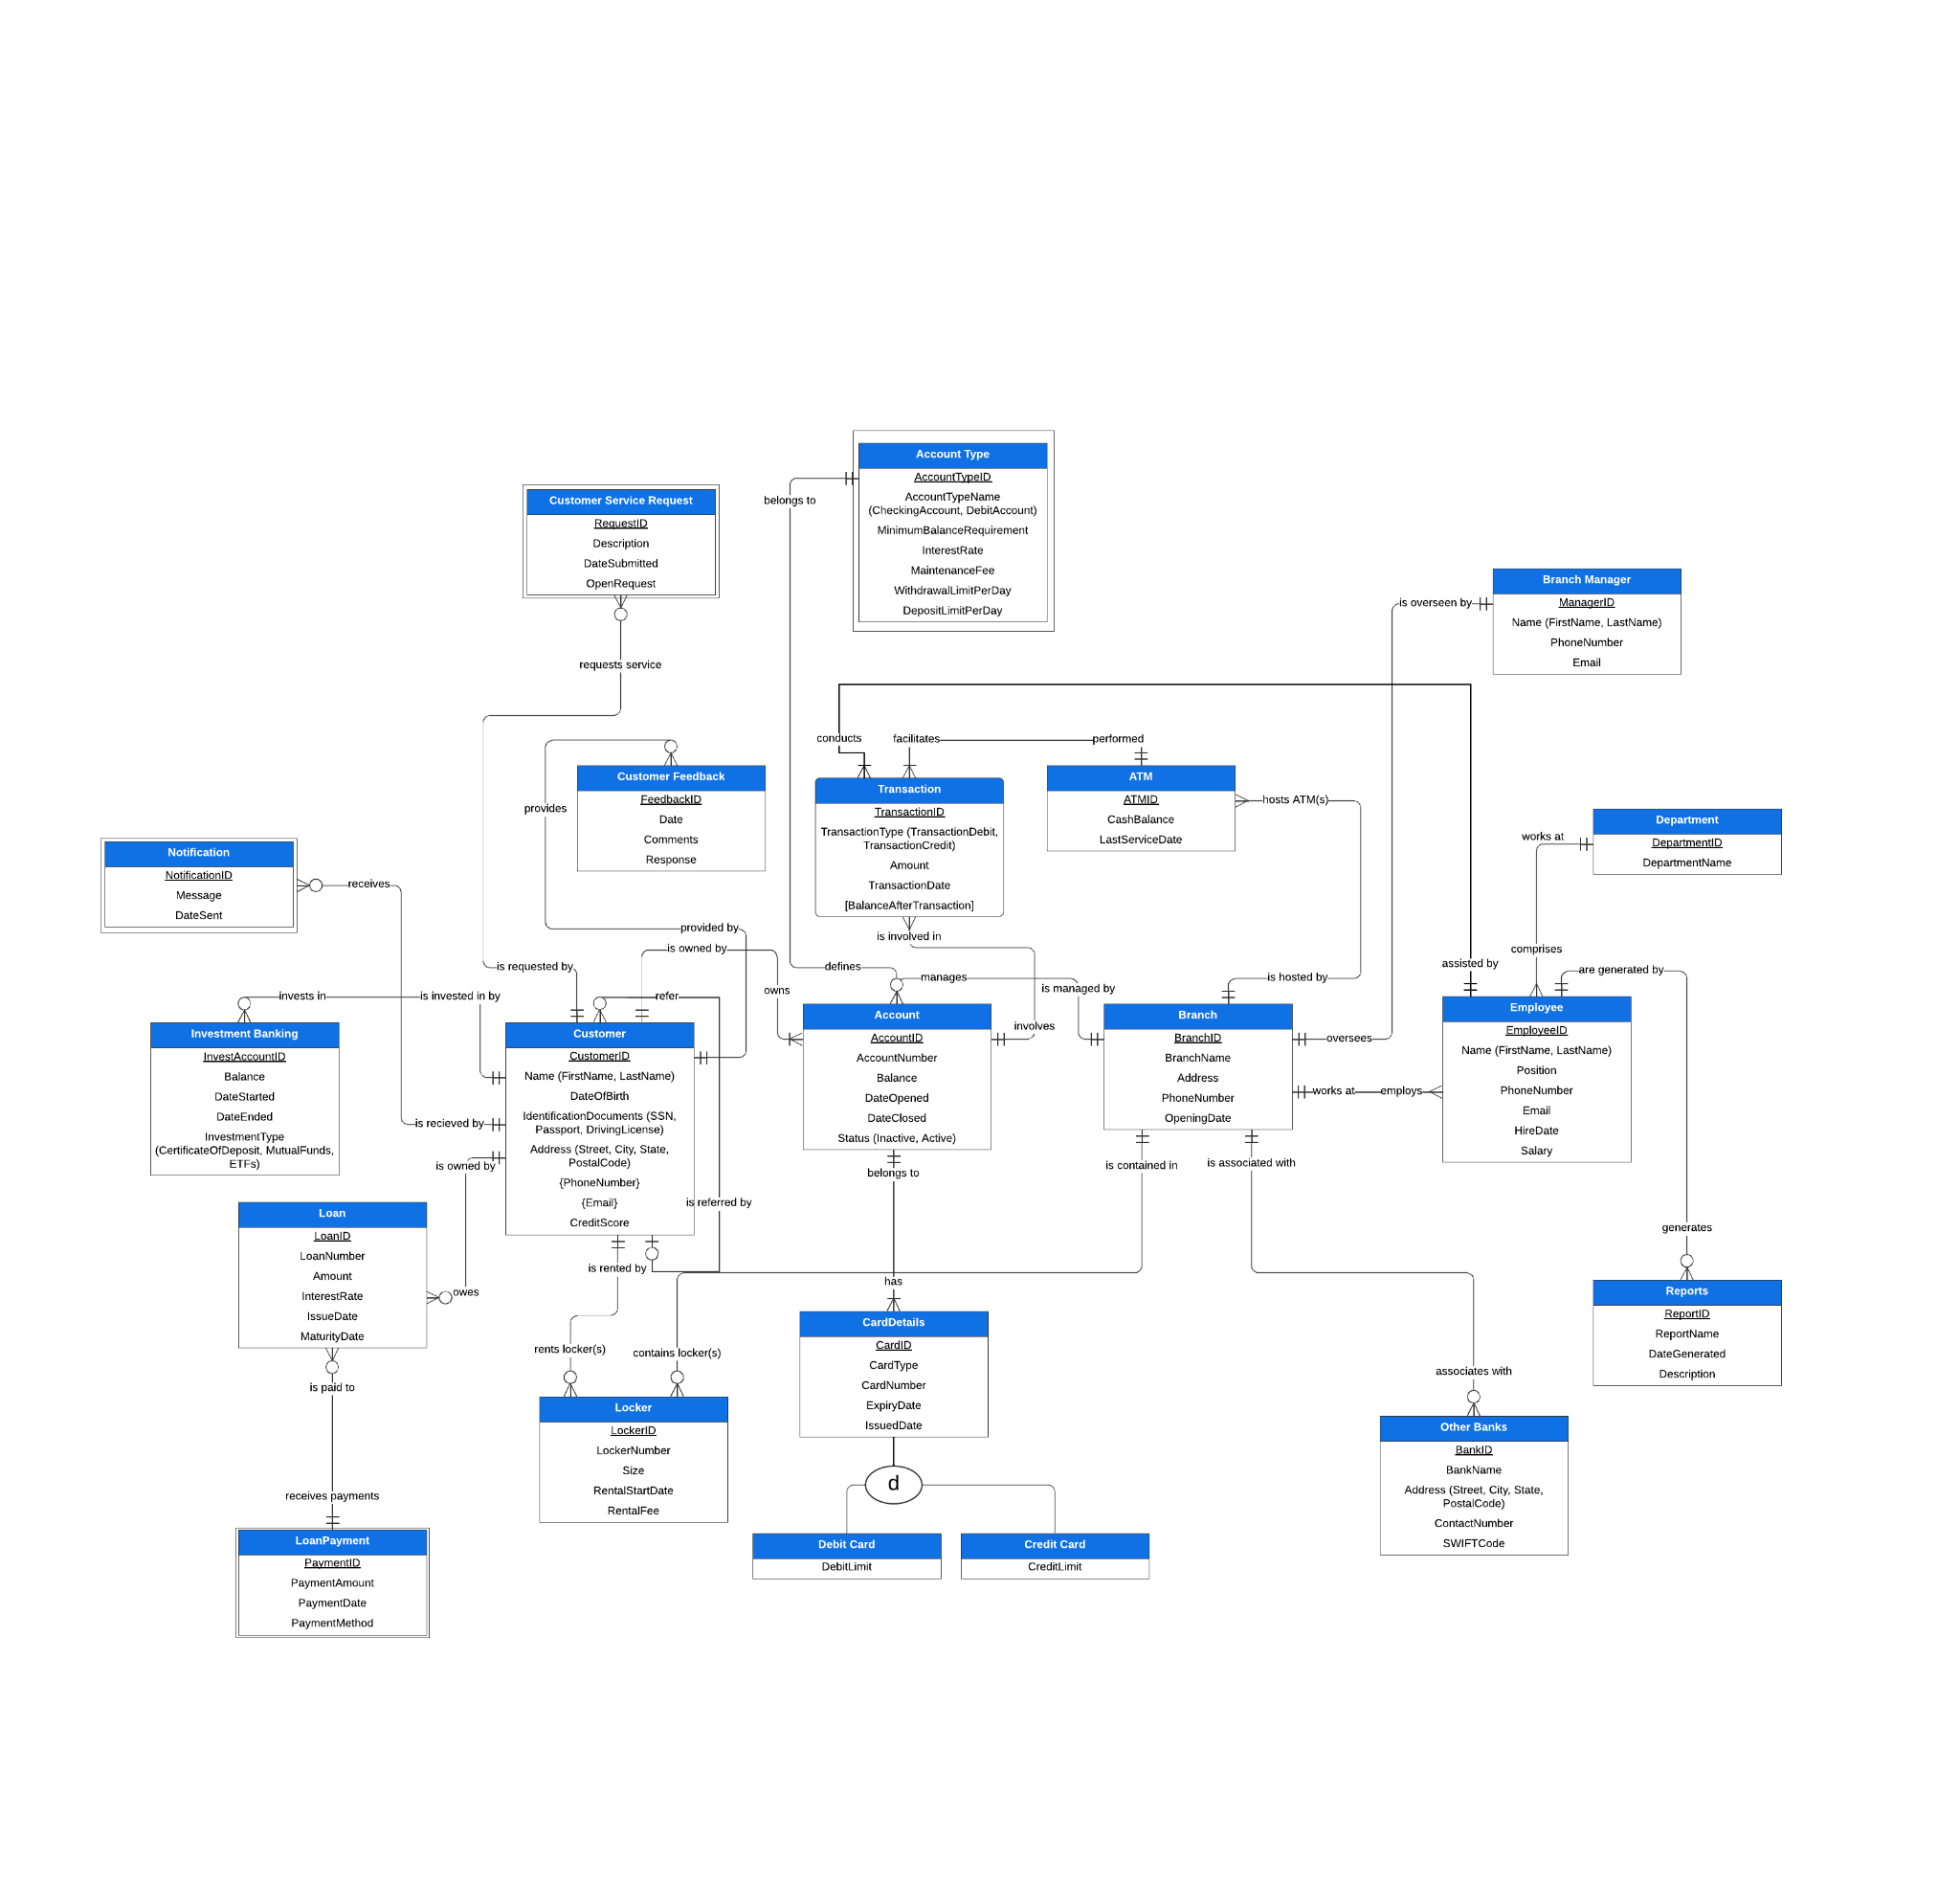 Account Type
AccountTypeID
AccountTypeName
(CheckingAccount, DebitAccount)
MinimumBalanceRequirement
InterestRate
MaintenanceFee
WithdrawalLimitPerDay
DepositLimitPerDay
belongs to
Customer Service Request
RequestID
Description
DateSubmitted
OpenRequest
requests service
Branch Manager
ManagerID
Name (FirstName, LastName)
PhoneNumber
Email
is overseen by
conducts
facilitates
performed
Customer Feedback
FeedbackID
Date
Comments
Response
provides
Transaction
TransactionID
TransactionType (TransactionDebit,
TransactionCredit)
Amount
TransactionDate
[BalanceAfterTransaction]
ATM
ATMID
CashBalance
LastServiceDate
hosts ATM(s)
Department
DepartmentID
DepartmentName
works at
Notification
NotificationID
Message
DateSent
receives
provided by
is owned by
is involved in
is requested by
defines
manages
is hosted by
comprises
assisted by
are generated by
owns
is managed by
invests in
is invested in by
refer
involves
oversees
Investment Banking
InvestAccountID
Balance
DateStarted
DateEnded
InvestmentType
(CertificateOfDeposit, MutualFunds,
ETFs)
Customer
CustomerID
Name (FirstName, LastName)
DateOfBirth
IdentificationDocuments (SSN,
Passport, DrivingLicense)
Address (Street, City, State,
PostalCode)
{PhoneNumber}
{Email}
CreditScore
Account
AccountID
AccountNumber
Balance
DateOpened
DateClosed
Status (Inactive, Active)
Branch
BranchID
BranchName
Address
PhoneNumber
OpeningDate
works at
employs
Employee
EmployeeID
Name (FirstName, LastName)
Position
PhoneNumber
Email
HireDate
Salary
is recieved by
is owned by
is referred by
belongs to
is contained in
is associated with
Loan
LoanID
LoanNumber
Amount
InterestRate
IssueDate
MaturityDate
owes
is rented by
has
generates
rents locker(s)
contains locker(s)
associates with
Reports
ReportID
ReportName
DateGenerated
Description
CardDetails
CardID
CardType
CardNumber
ExpiryDate
IssuedDate
is paid to
receives payments
Locker
LockerID
LockerNumber
Size
RentalStartDate
RentalFee
Other Banks
BankID
BankName
Address (Street, City, State,
PostalCode)
ContactNumber
SWIFTCode
d
LoanPayment
PaymentID
PaymentAmount
PaymentDate
PaymentMethod
Debit Card
DebitLimit
Credit Card
CreditLimit